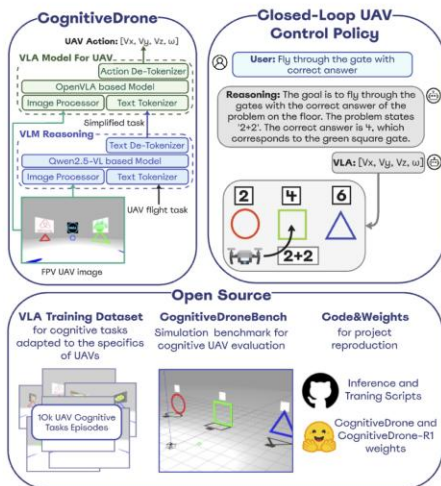 CognitiveDrone
UAV Action: [Vx, Vy, Vz, ω]
VLA Model For UAV
Action De-Tokenizer
OpenVLA based Model
Image Processor
Text Tokenizer
Simplified task
VLM Reasoning
Text De-Tokenizer
Qwen2.5-VL based Model
Image Processor
Text Tokenizer
UAV flight task
FPV UAV image
Closed-Loop UAV
Control Policy
User: Fly through the gate with
correct answer
Reasoning: The goal is to fly through the
gates with the correct answer of the
problem on the floor. The problem states
'2+2'. The correct answer is 4, which
corresponds to the green square gate.
VLA: [Vx, Vy, Vz, ω]
2
4
6
2+2
Open Source
VLA Training Dataset
for cognitive tasks
adapted to the specifics
of UAVs
10k UAV Cognitive
Tasks Episodes
CognitiveDroneBench
Simulation benchmark for
cognitive UAV evaluation
Code&Weights
for project
reproduction
Inference and
Traning Scripts
CognitiveDrone and
CognitiveDrone-R1
weights